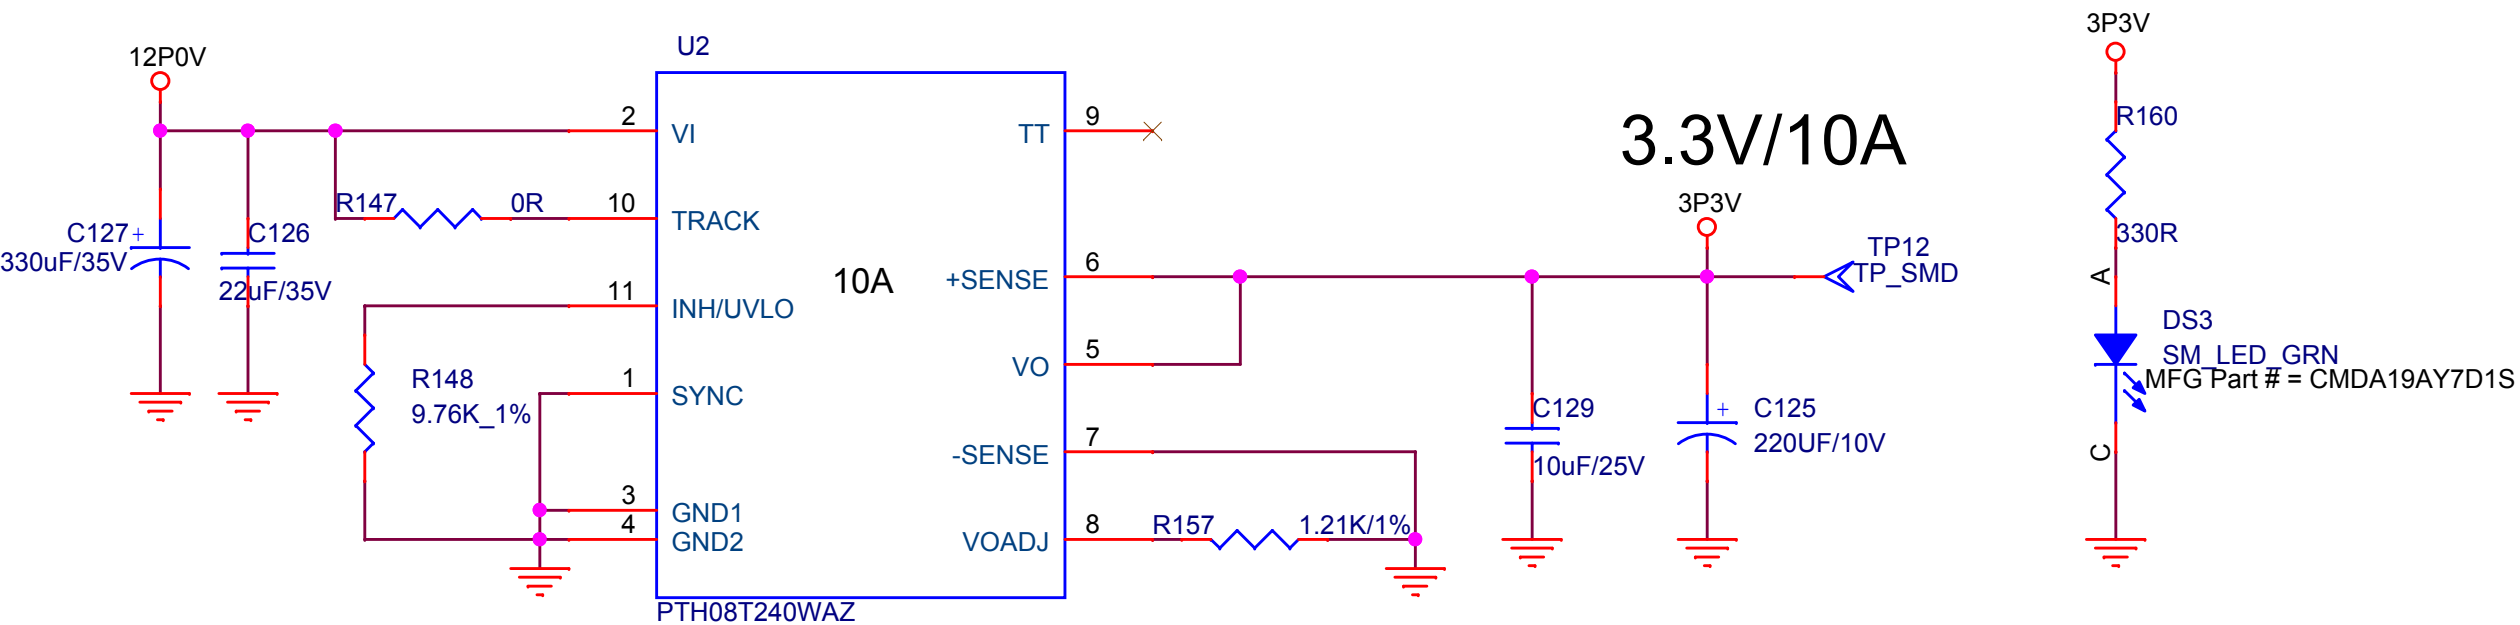 12P0V
C127
+
330uF/35V
C126
22uF/35V
R147
0R
R148
9.76K_1%
U2
2
VI
10
TRACK
11
INH/UVLO
1
SYNC
3
GND1
4
GND2
10A
TT
9
+SENSE
6
VO
5
-SENSE
7
VOADJ
8
PTH08T240WAZ
R157
1.21K/1%
3.3V/10A
3P3V
TP12
TP_SMD
C129
10uF/25V
+
C125
220UF/10V
3P3V
R160
330R
A
DS3
SM_LED_GRN
MFG Part # = CMDA19AY7D1S
C